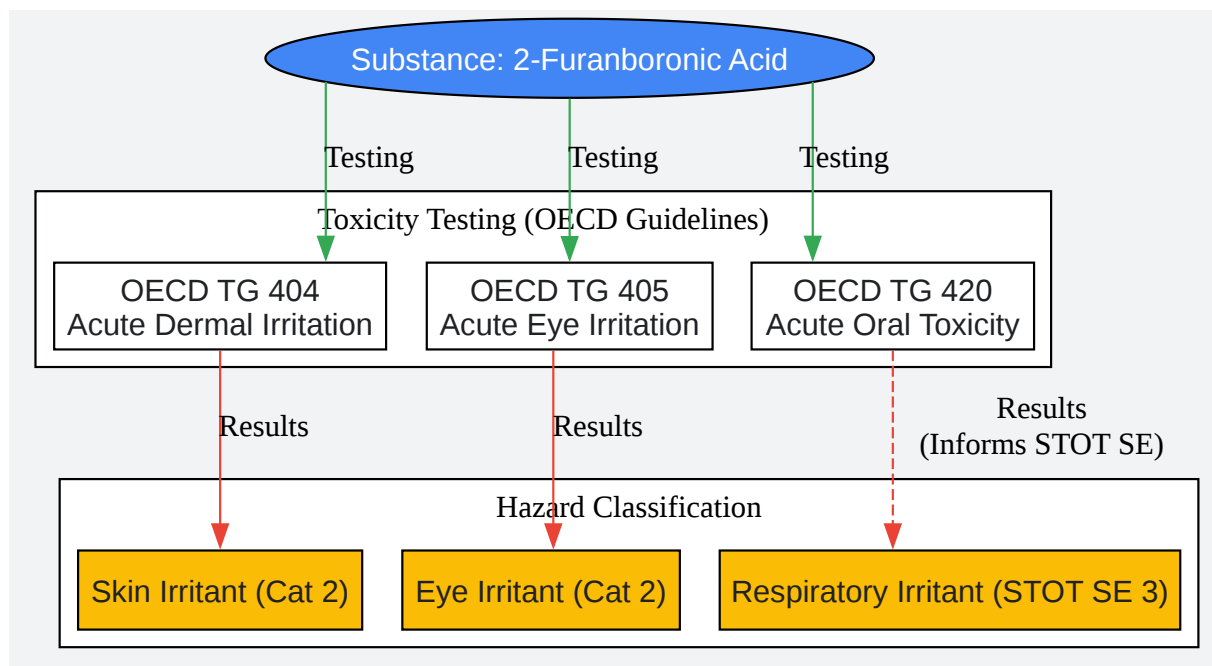 Substance: 2-Furanboronic Acid
Testing
Testing
Testing
Toxicity Testing (OECD Guidelines)
OECD TG 404
Acute Dermal Irritation
OECD TG 405
Acute Eye Irritation
OECD TG 420
Acute Oral Toxicity
Results
Results
Results
(Informs STOT SE)
Hazard Classification
Skin Irritant (Cat 2)
Eye Irritant (Cat 2)
Respiratory Irritant (STOT SE 3)